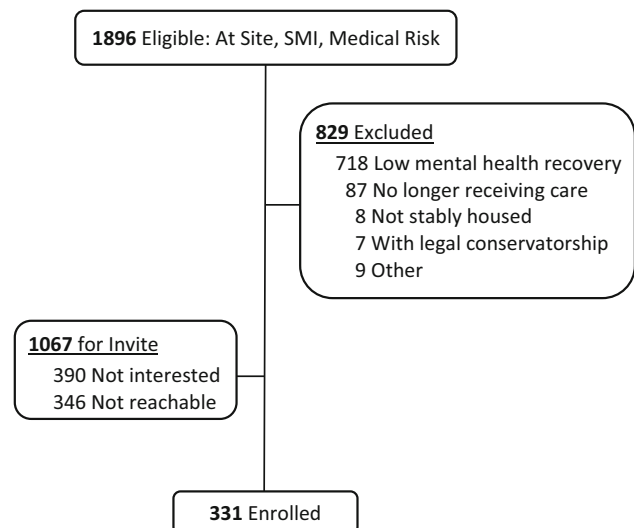 1896 Eligible: At Site, SMI, Medical Risk
829 Excluded
718 Low mental health recovery
87 No longer receiving care
8 Not stably housed
7 With legal conservatorship
9 Other
1067 for Invite
390 Not interested
346 Not reachable
331 Enrolled